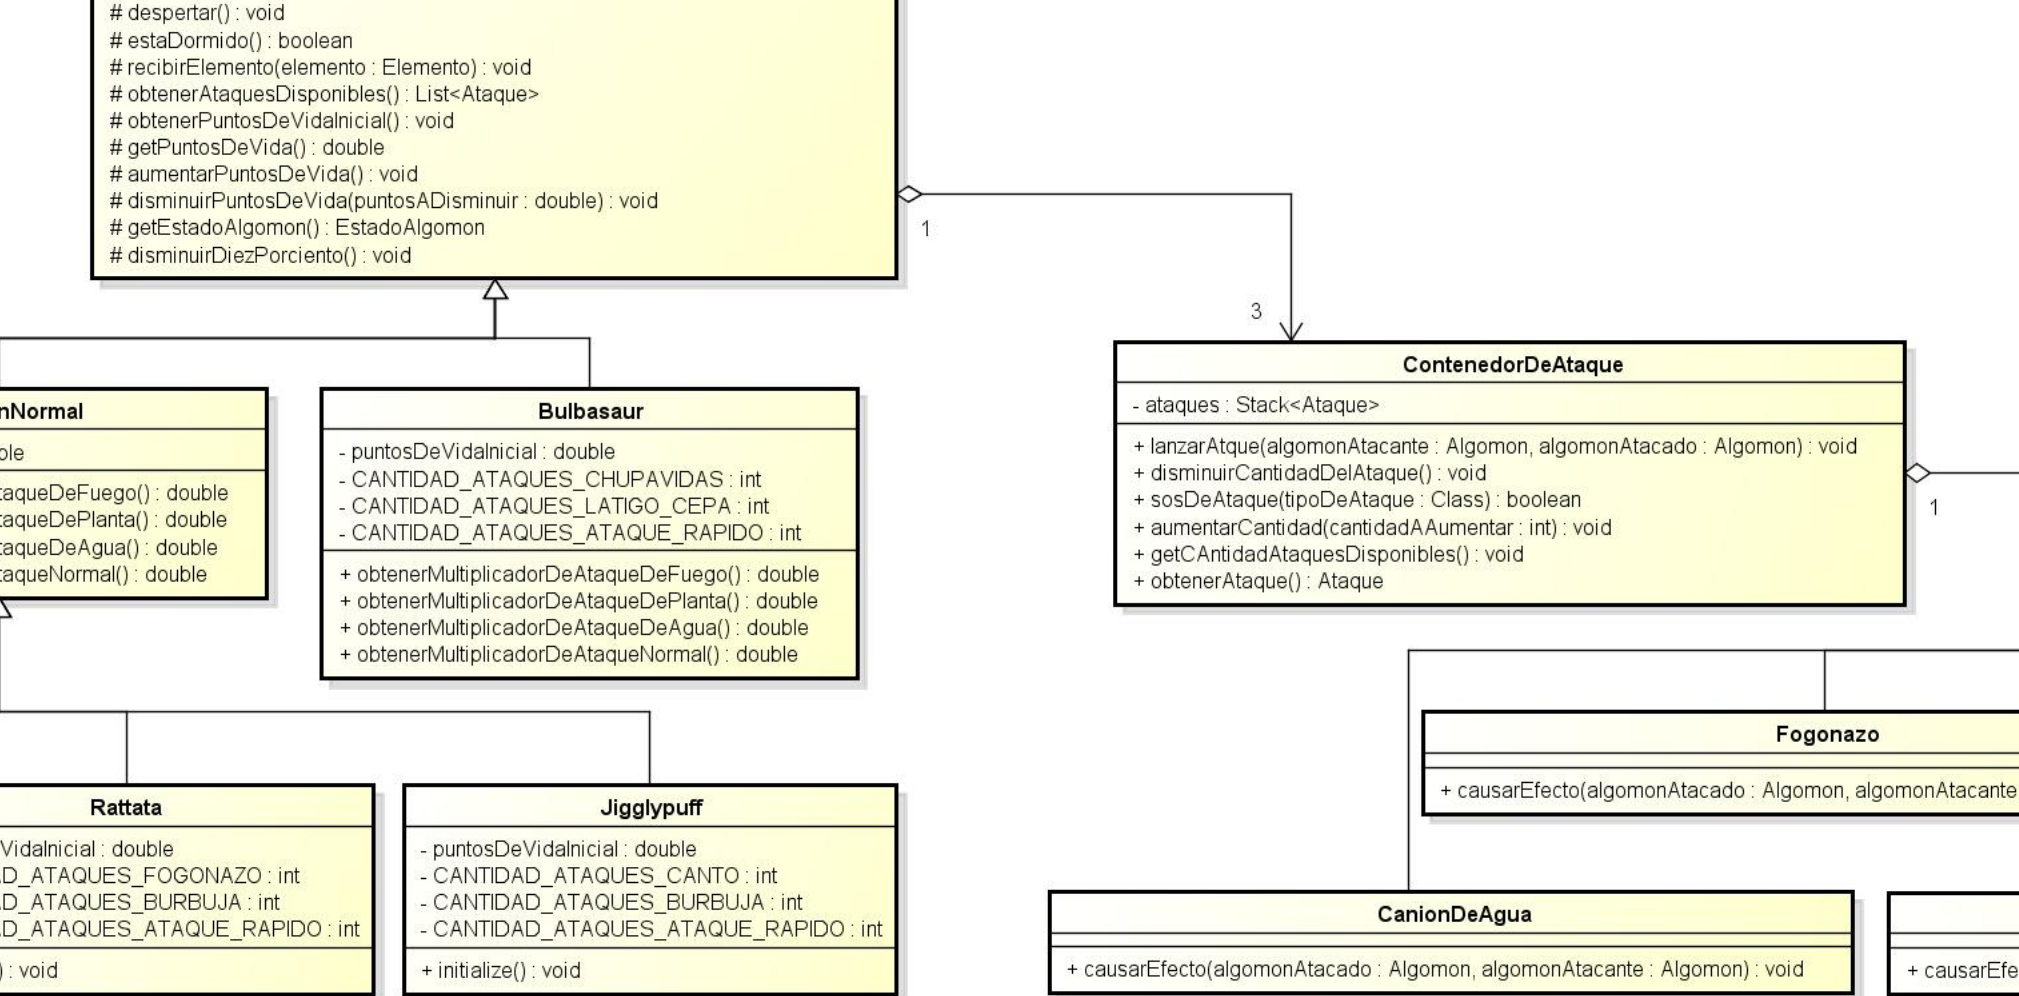 # despertar() : void
# estaDormido() : boolean
# recibirElemento(elemento : Elemento) : void
# obtenerAtaquesDisponibles() : List<Ataque>
# obtenerPuntosDeVidaInicial() : void
# getPuntosDeVida() : double
# aumentarPuntosDeVida() : void
# disminuirPuntosDeVida(puntosADisminuir : double) : void
# getEstadoAlgomon() : EstadoAlgomon
# disminuirDiezPorciento() : void
1
3
nNormal
ble
taqueDeFuego() : double
taqueDePlanta() : double
taqueDeAgua() : double
taqueNormal() : double
Bulbasaur
- puntosDeVidaInicial : double
- CANTIDAD_ATAQUES_CHUPAVIDAS : int
- CANTIDAD_ATAQUES_LATIGO_CEPA : int
- CANTIDAD_ATAQUES_ATAQUE_RAPIDO : int
+ obtenerMultiplicadorDeAtaqueDeFuego() : double
+ obtenerMultiplicadorDeAtaqueDePlanta() : double
+ obtenerMultiplicadorDeAtaqueDeAgua() : double
+ obtenerMultiplicadorDeAtaqueNormal() : double
ContenedorDeAtaque
- ataques : Stack<Ataque>
+ lanzarAtque(algomonAtacante : Algomon, algomonAtacado : Algomon) : void
+ disminuirCantidadDelAtaque() : void
+ sosDeAtaque(tipoDeAtaque : Class) : boolean
+ aumentarCantidad(cantidadAAumentar : int) : void
+ getCAntidadAtaquesDisponibles() : void
+ obtenerAtaque() : Ataque
1
Rattata
VidaInicial : double
D_ATAQUES_FOGONAZO : int
D_ATAQUES_BURBUJA : int
D_ATAQUES_ATAQUE_RAPIDO : int
) : void
Jigglypuff
- puntosDeVidaInicial : double
- CANTIDAD_ATAQUES_CANTO : int
- CANTIDAD_ATAQUES_BURBUJA : int
- CANTIDAD_ATAQUES_ATAQUE_RAPIDO : int
+ initialize() : void
Fogonazo
+ causarEfecto(algomonAtacado : Algomon, algomonAtacante
CanionDeAgua
+ causarEfecto(algomonAtacado : Algomon, algomonAtacante : Algomon) : void
+ causarEfe